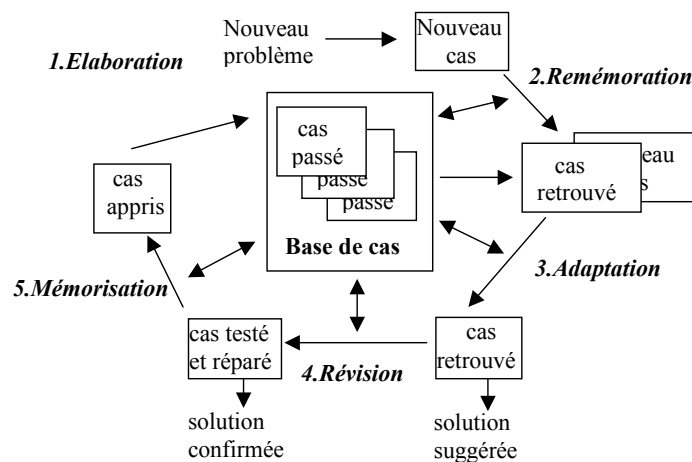 Nouveau
problème
Nouveau
cas
1.Elaboration
2.Remémoration
cas
passé
passé
passé
Base de cas
cas
retrouvé
eau
s
cas
appris
3.Adaptation
5.Mémorisation
cas testé
et réparé
4.Révision
cas
retrouvé
solution
confirmée
solution
suggérée